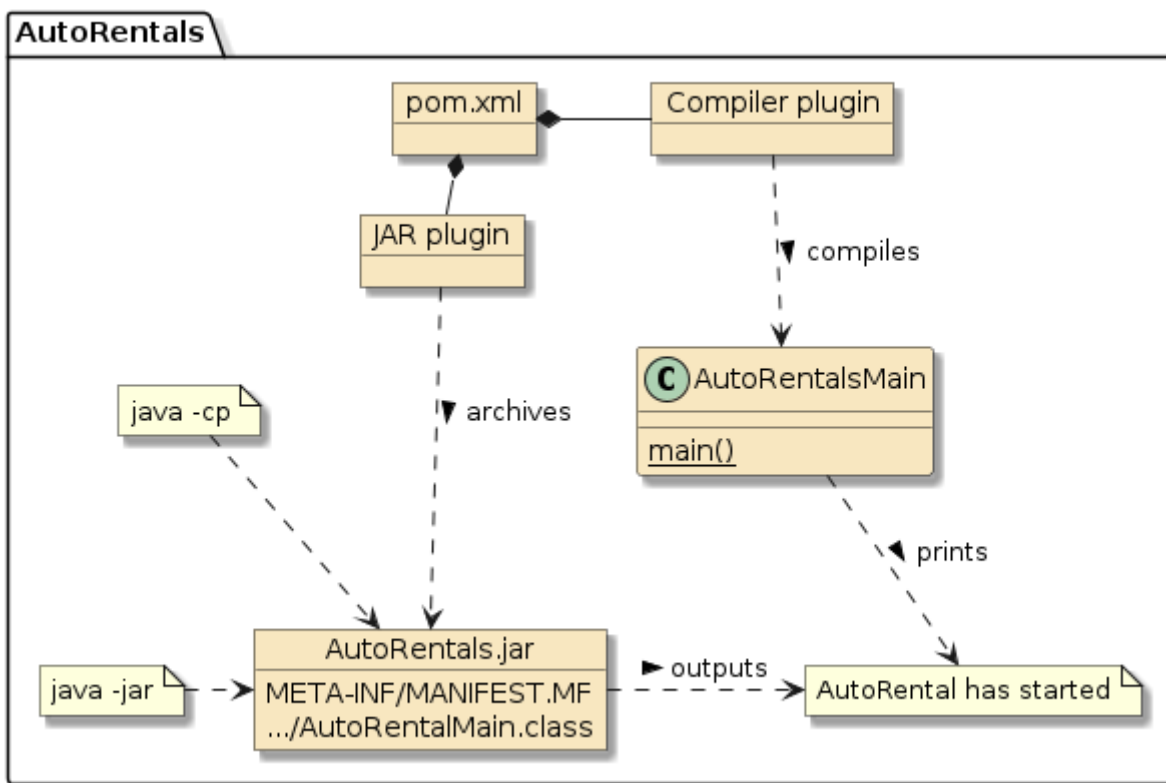 AutoRentals
pom.xml
Compiler plugin
JAR plugin
compiles
C AutoRentalsMain
main()
java -cp
archives
prints
AutoRentals.jar
META-INF/MANIFEST.MF
.../AutoRentalMain.class
java -jar
outputs
AutoRental has started